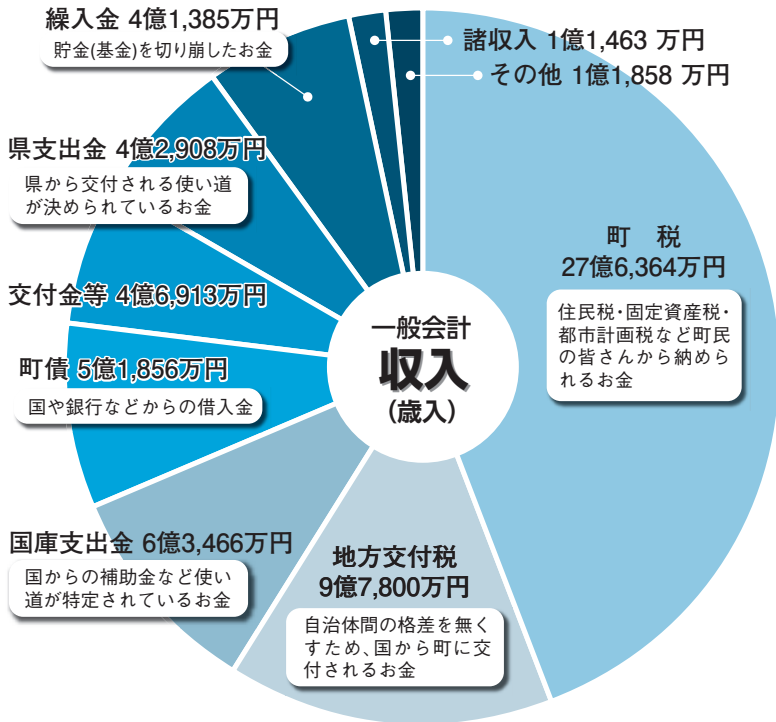 繰入金 4億1,385万円
貯金(基金)を切り崩したお金
諸収入 1億1,463 万円
その他 1億1,858 万円
県支出金 4億2,908万円
県から交付される使い道
が決められているお金
町　税
27億6,364万円
住民税・固定資産税・
都市計画税など町民
の皆さんから納めら
れるお金
交付金等 4億6,913万円
一般会計
収入
(歳入)
町債 5億1,856万円
国や銀行などからの借入金
国庫支出金 6億3,466万円
国からの補助金など使い
道が特定されているお金
地方交付税
9億7,800万円
自治体間の格差を無く
すため、国から町に交
付されるお金